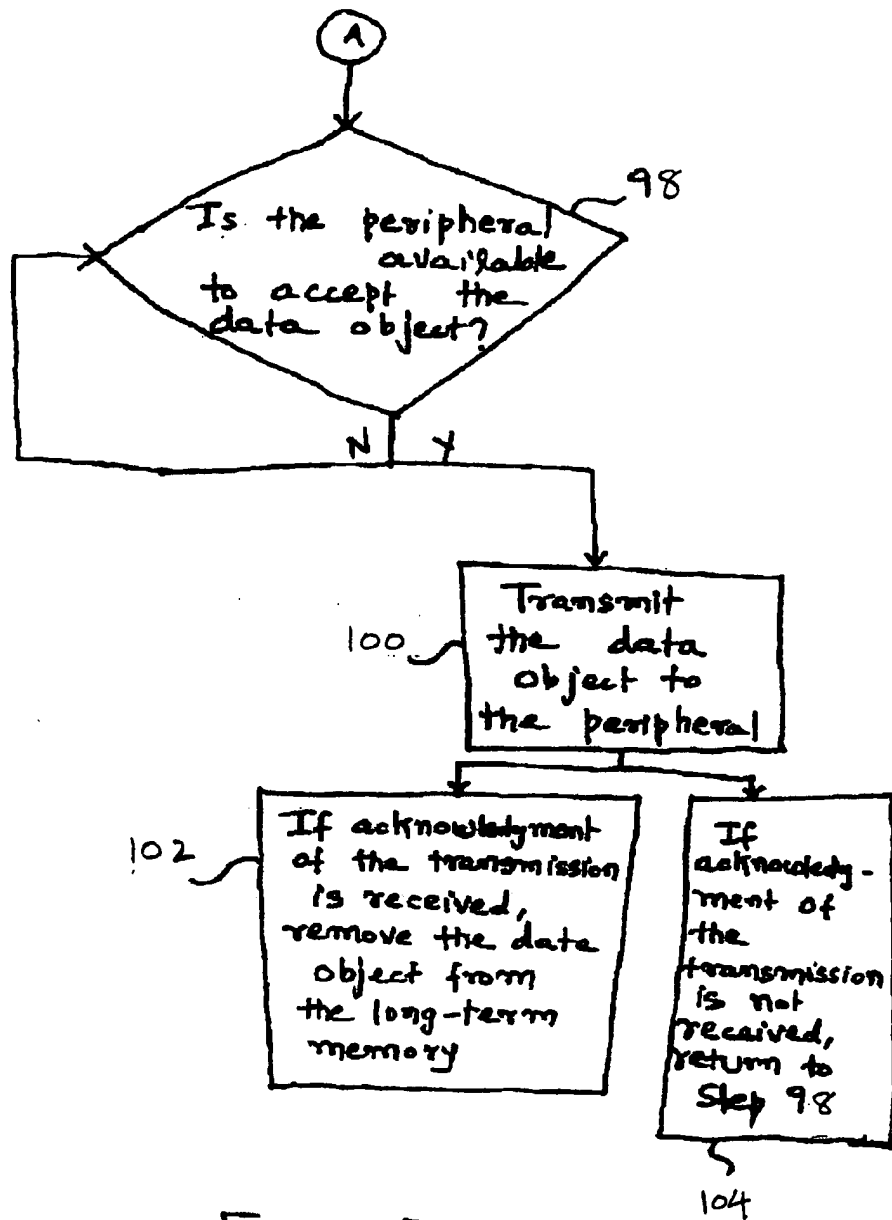 A
98
Is the peripheral
available
to accept the
data object?
N Y
Transmit
the data
object to
the peripheral
100
If acknowledgment
of the transmission
is received,
remove the data
object from
the long-term
memory
102
If
acknowledg-
ment of
the
transmission
is not
received,
return to
Step 98
104